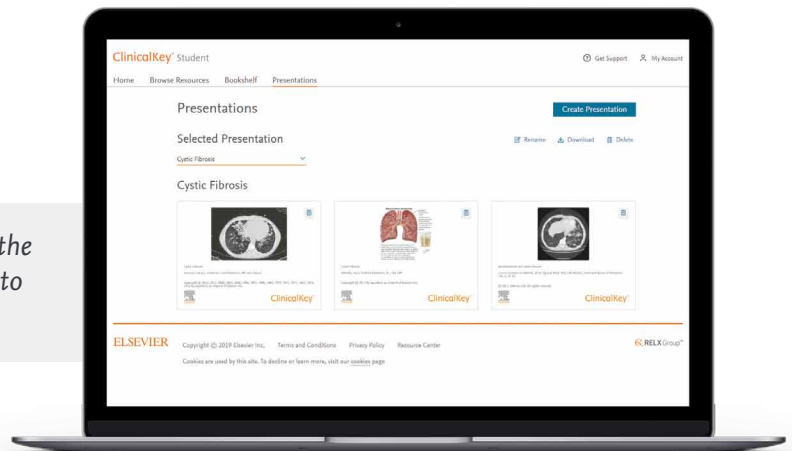 ClinicalKey® Student
Get Support
My Account
Home
Browse Resources
Bookshelf
Presentations
Presentations
Create Presentation
Selected Presentation
Rename
Download
Delete
Cystic Fibrosis
Cystic Fibrosis
the
to
ClinicalKey®
ClinicalKey®
ClinicalKey®
ELSEVIER
Copyright © 2019 Elsevier Inc,
Terms and Conditions
Privacy Policy
Resource Center
RELX Group™
Cookies are used by this site. To decline or learn more, visit our cookies page